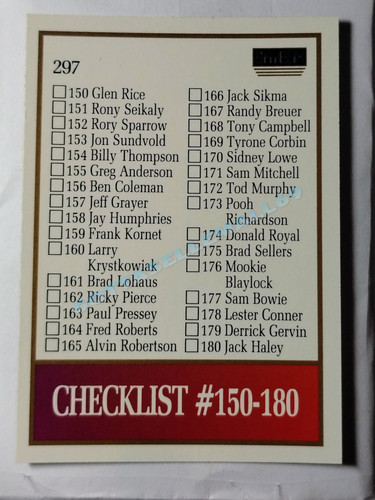 297
SkyBox
150 Glen Rice
151 Rony Seikaly
152 Rory Sparrow
153 Jon Sundvold
154 Billy Thompson
155 Greg Anderson
156 Ben Coleman
157 Jeff Grayer
158 Jay Humphries
159 Frank Kornet
160 Larry
Krystkowiak
161 Brad Lohaus
162 Ricky Pierce
163 Paul Pressey
164 Fred Roberts
165 Alvin Robertson
166 Jack Sikma
167 Randy Breuer
168 Tony Campbell
169 Tyrone Corbin
170 Sidney Lowe
171 Sam Mitchell
172 Tod Murphy
173 Pooh
Richardson
174 Donald Royal
175 Brad Sellers
176 Mookie
Blaylock
177 Sam Bowie
178 Lester Conner
179 Derrick Gervin
180 Jack Haley
CHECKLIST #150-180